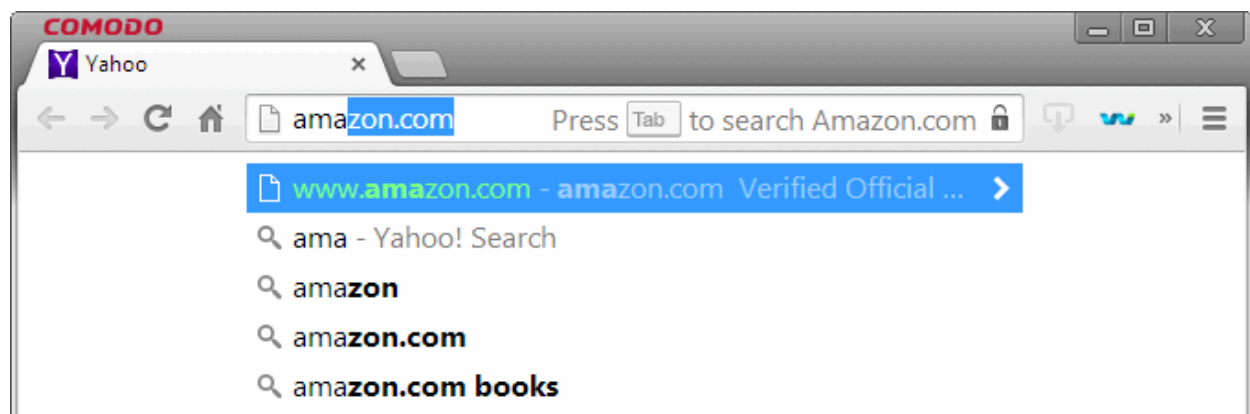 COMODO
Yahoo
amazon.com Press Tab to search Amazon.com
www.amazon.com - amazon.com Verified Official ...
ama - Yahoo! Search
amazon
amazon.com
amazon.com books